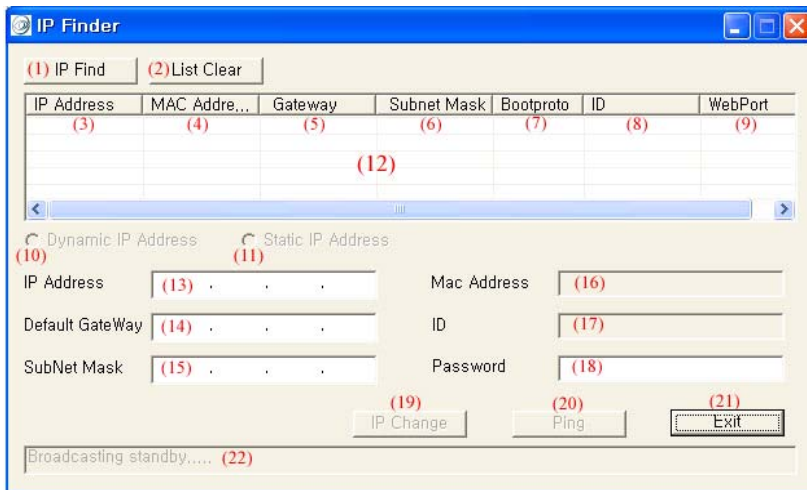 IP Finder
(1) IP Find (2) List Clear
IP Address MAC Addre... Gateway Subnet Mask Bootproto ID WebPort
(3) (4) (5) (6) (7) (8) (9)
(12)
Dynamic IP Address Static IP Address
(10) (11)
IP Address (13) . . . Mac Address (16)
Default GateWay (14) . . . ID (17)
SubNet Mask (15) . . . Password (18)
(19) (20) (21)
IP Change Ping Exit
Broadcasting standby..... (22)